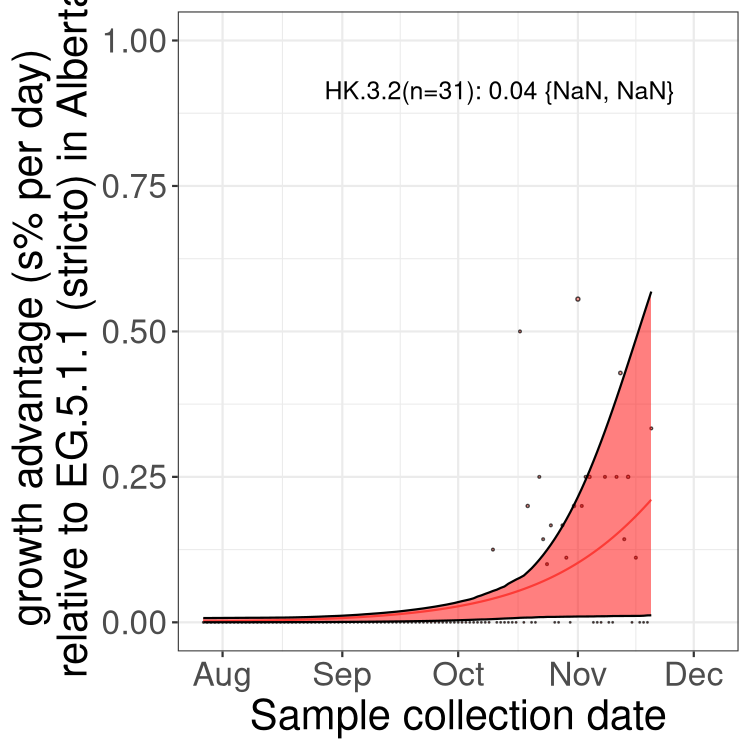 growth advantage (s% per day)
relative to EG.5.1.1 (stricto) in Alberta
1.00
0.75
0.50
0.25
0.00
HK.3.2(n=31): 0.04 {NaN, NaN}
Aug Sep Oct Nov Dec
Sample collection date